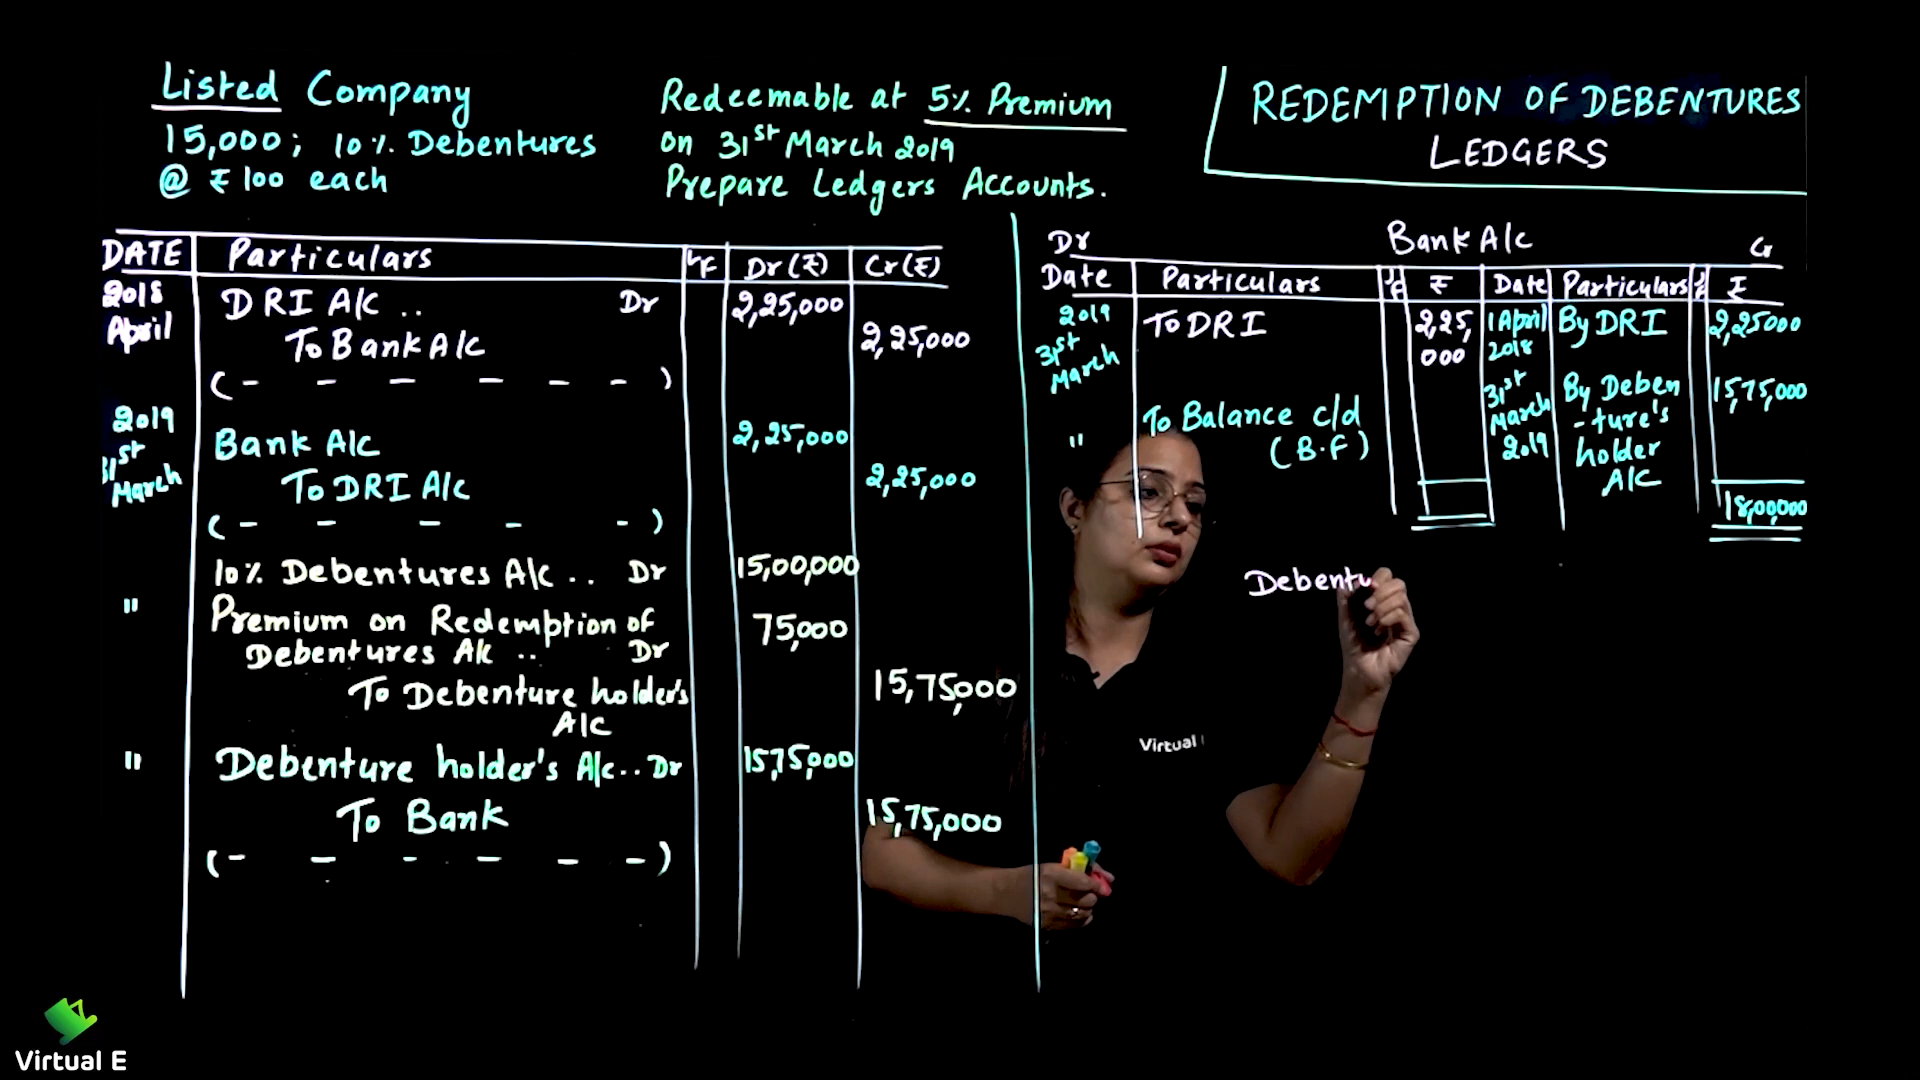 Listed Company
15,000; 10% Debentures
@ ₹100 each
Redeemable at 5% Premium
on 31st March 2019
Prepare Ledgers Accounts.
REDEMPTION OF DEBENTURES
LEDGERS
DATE Particulars LF Dr(₹) Cr(₹)
2018 April DRI A/c .. Dr 2,25,000
To Bank A/c 2,25,000
(- - - - - - )
2019 31st March Bank A/c 2,25,000
To DRI A/c 2,25,000
(- - - - - )
10% Debentures A/c .. Dr 15,00,000
" Premium on Redemption of 75,000
Debentures A/c .. Dr
To Debenture holder's 15,75,000
A/c
" Debenture holder's A/c.. Dr 15,75,000
To Bank 15,75,000
(- - - - - -)
Dr Bank A/c Cr
Date Particulars ₹ Date Particulars ₹
2019 31st March To DRI 2,25,000 1 April 2018 By DRI 2,25000
" To Balance c/d 31st March 2019 By Deben 15,75,000
(B.F) -ture's
holder
A/C
18,00,000
Debentu
Virtual
Virtual E